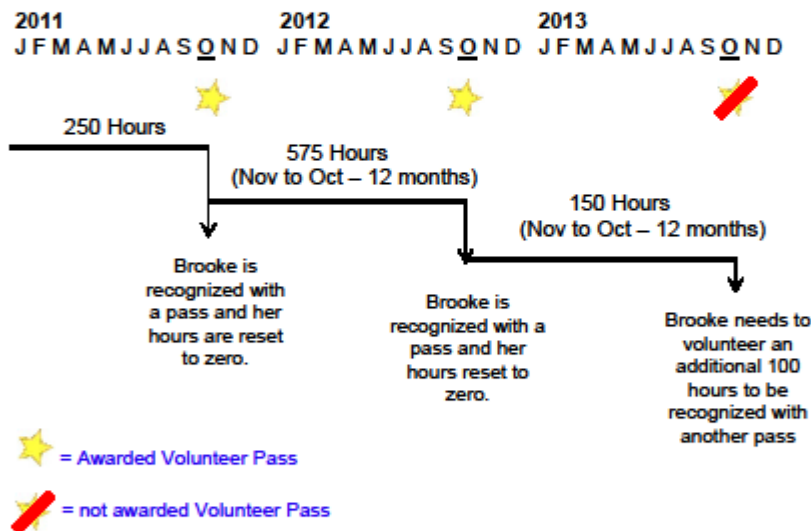 2011 2012 2013
J F M A M J J A S O N D J F M A M J J A S O N D J F M A M J J A S O N D
250 Hours
575 Hours
(Nov to Oct – 12 months)
150 Hours
(Nov to Oct – 12 months)
Brooke is
recognized with
a pass and her
hours are reset
to zero.
Brooke is
recognized with a
pass and her
hours reset to
zero.
Brooke needs to
volunteer an
additional 100
hours to be
recognized with
another pass
= Awarded Volunteer Pass
= not awarded Volunteer Pass